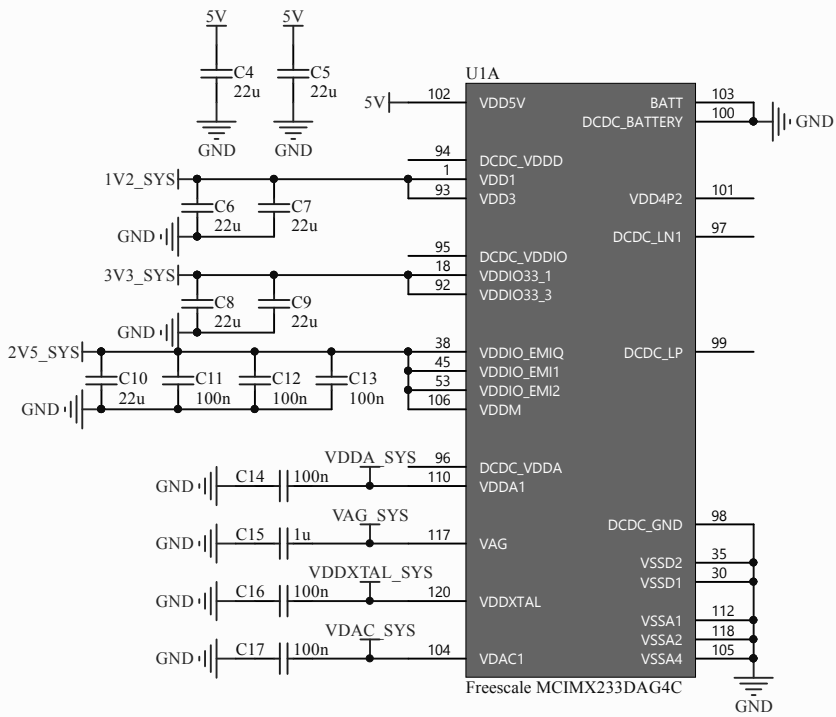 5V 5V
C4 C5
22u 22u
GND GND
U1A
5V 102 VDD5V BATT 103
DCDC_BATTERY 100 GND
94 DCDC_VDDD
1V2_SYS 1 VDD1
93 VDD3 VDD4P2 101
C6 C7
22u 22u
GND DCDC_LN1 97
95 DCDC_VDDIO
3V3_SYS 18 VDDIO33_1
92 VDDIO33_3
C8 C9
22u 22u
GND
2V5_SYS 38 VDDIO_EMIQ DCDC_LP 99
45 VDDIO_EMI1
C10 C11 C12 C13
53 VDDIO_EMI2
22u 100n 100n 100n
GND 106 VDDM
VDDA_SYS
96 DCDC_VDDA
GND C14 100n 110 VDDA1
VAG_SYS
DCDC_GND 98
GND C15 1u 117 VAG
VSSD2 35
VDDXTAL_SYS
VSSD1 30
GND C16 100n 120 VDDXTAL
VSSA1 112
VDAC_SYS
VSSA2 118
GND C17 100n 104 VDAC1 VSSA4 105
Freescale MCIMX233DAG4C
GND